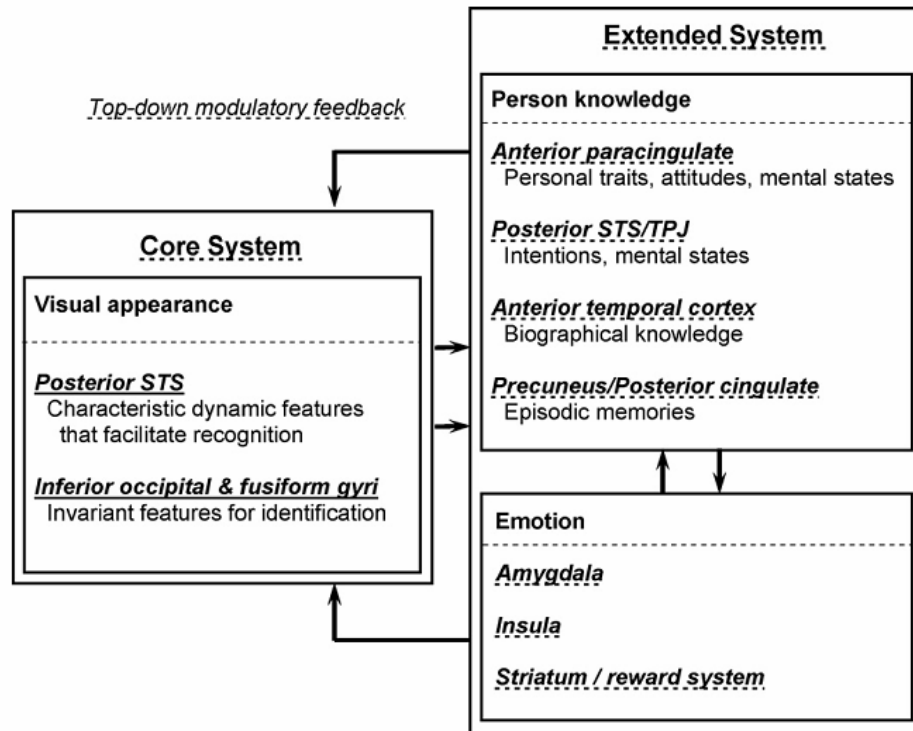 Extended System
Person knowledge
Top-down modulatory feedback
Anterior paracingulate
Personal traits, attitudes, mental states
Posterior STS/TPJ
Intentions, mental states
Anterior temporal cortex
Biographical knowledge
Precuneus/Posterior cingulate
Episodic memories
Core System
Visual appearance
Posterior STS
Characteristic dynamic features
that facilitate recognition
Inferior occipital & fusiform gyri
Invariant features for identification
Emotion
Amygdala
Insula
Striatum / reward system